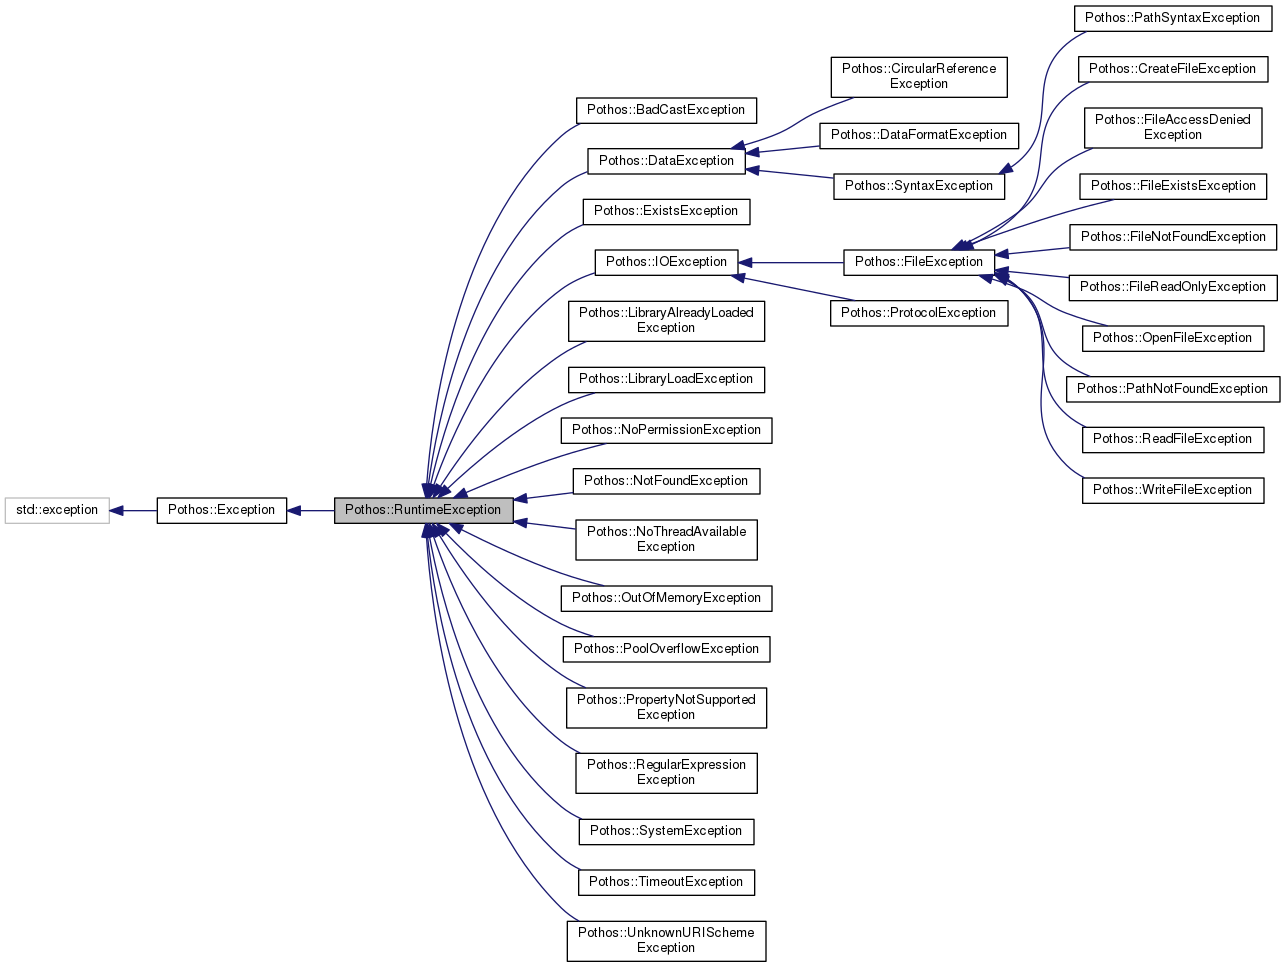 std::exception
Pothos::Exception
Pothos::RuntimeException
Pothos::BadCastException
Pothos::DataException
Pothos::ExistsException
Pothos::IOException
Pothos::LibraryAlreadyLoaded
Exception
Pothos::LibraryLoadException
Pothos::NoPermissionException
Pothos::NotFoundException
Pothos::NoThreadAvailable
Exception
Pothos::OutOfMemoryException
Pothos::PoolOverflowException
Pothos::PropertyNotSupported
Exception
Pothos::RegularExpression
Exception
Pothos::SystemException
Pothos::TimeoutException
Pothos::UnknownURIScheme
Exception
Pothos::CircularReference
Exception
Pothos::DataFormatException
Pothos::SyntaxException
Pothos::FileException
Pothos::ProtocolException
Pothos::PathSyntaxException
Pothos::CreateFileException
Pothos::FileAccessDenied
Exception
Pothos::FileExistsException
Pothos::FileNotFoundException
Pothos::FileReadOnlyException
Pothos::OpenFileException
Pothos::PathNotFoundException
Pothos::ReadFileException
Pothos::WriteFileException